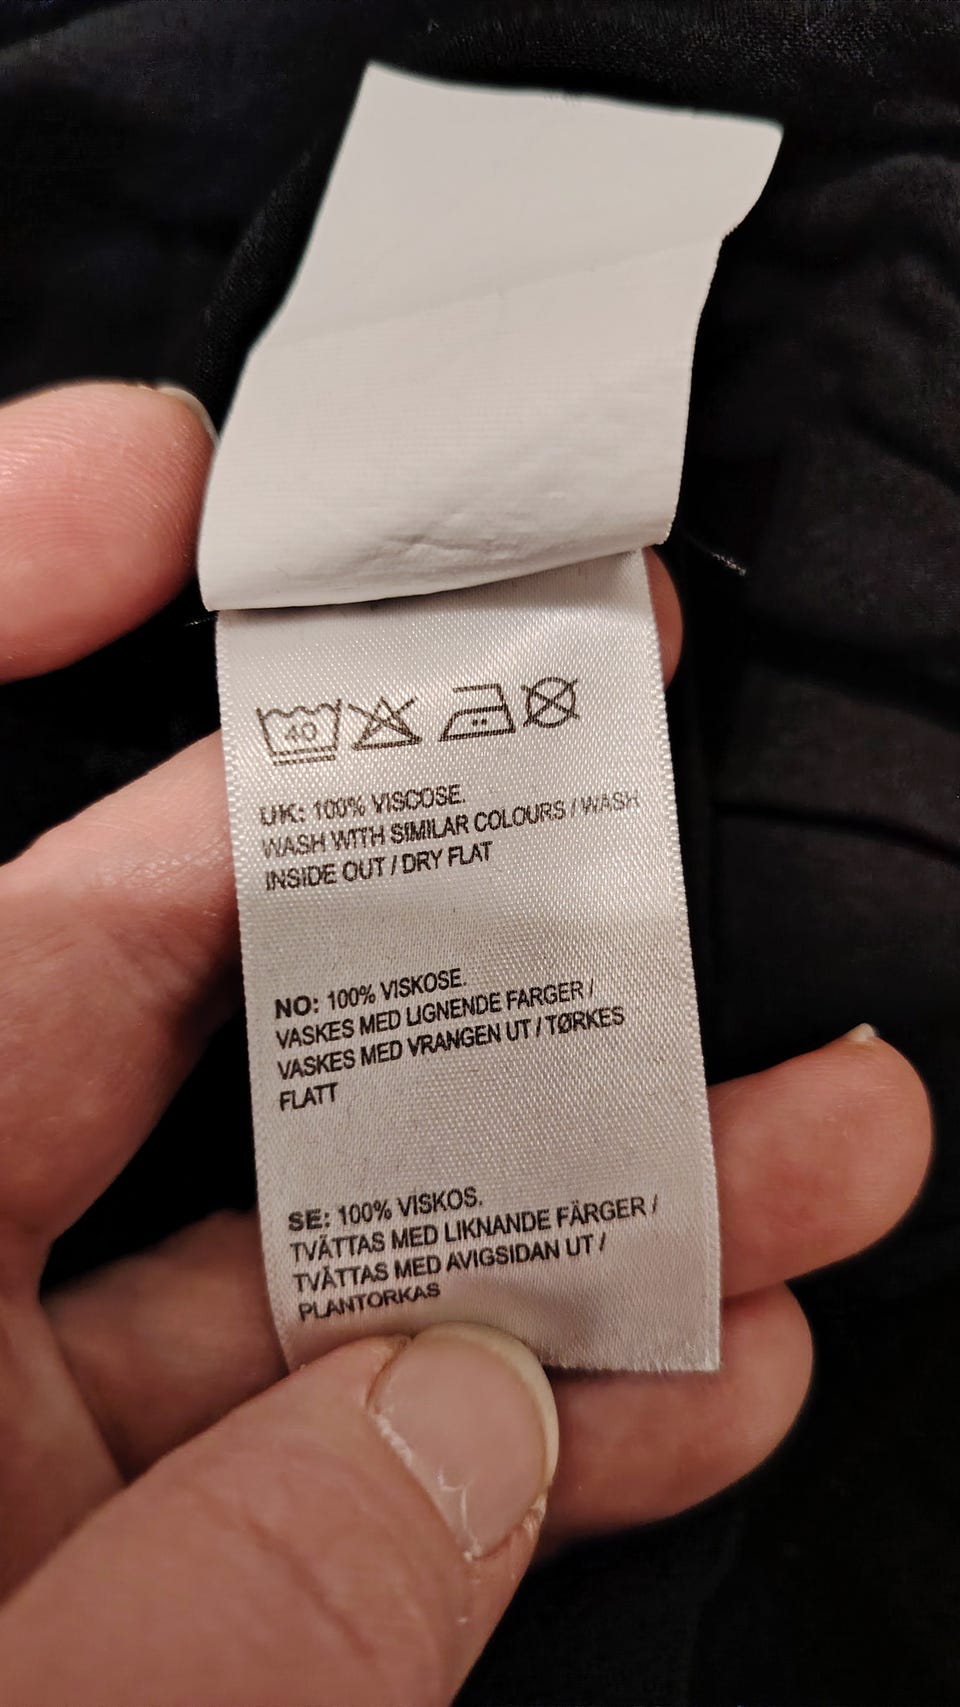 40
UK: 100% VISCOSE.
WASH WITH SIMILAR COLOURS / WASH
INSIDE OUT / DRY FLAT
NO: 100% VISKOSE.
VASKES MED LIGNENDE FARGER /
VASKES MED VRANGEN UT / TØRKES
FLATT
SE: 100% VISKOS.
TVÄTTAS MED LIKNANDE FÄRGER /
TVÄTTAS MED AVIGSIDAN UT /
PLANTORKAS